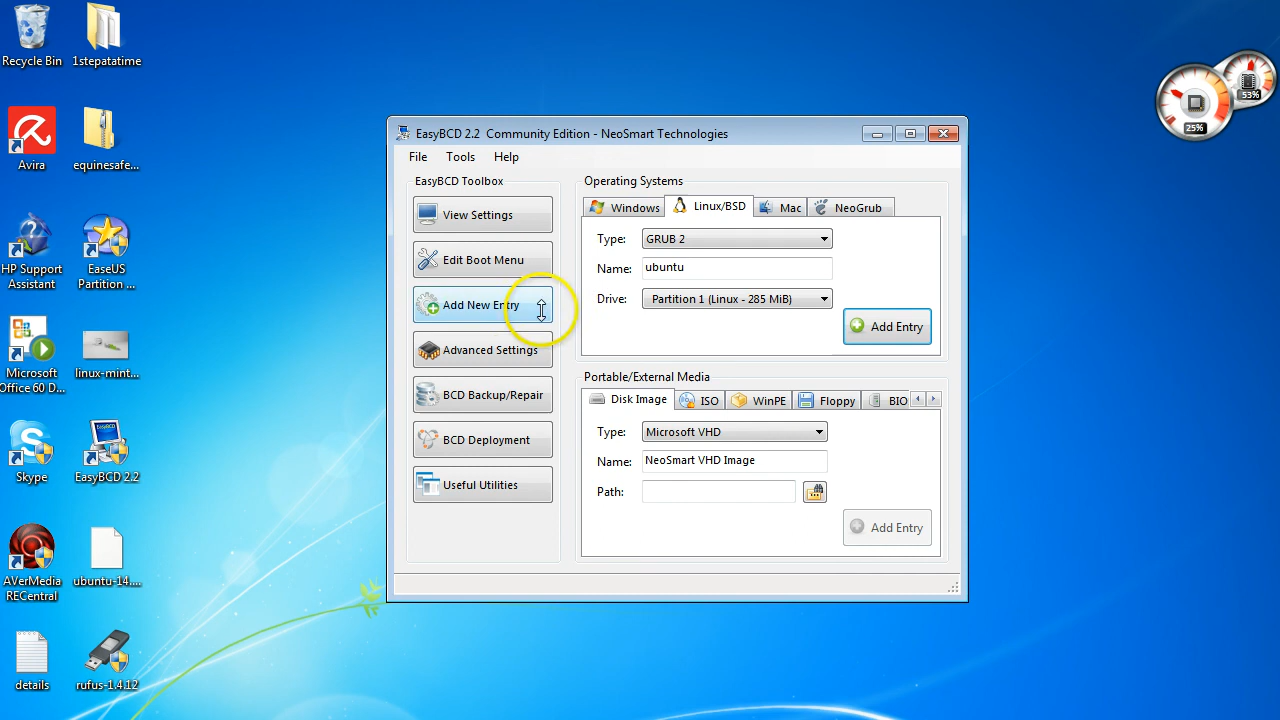 Recycle Bin
1stepatatime
Avira
equinesafe...
HP Support
Assistant
EaseUS
Partition ...
Microsoft
Office 60 D...
linux-mint...
Skype
EasyBCD 2.2
AVerMedia
RECentral
ubuntu-14....
details
rufus-1.4.12
53%
25%
EasyBCD 2.2 Community Edition - NeoSmart Technologies
File Tools Help
EasyBCD Toolbox
View Settings
Edit Boot Menu
Add New Entry
Advanced Settings
BCD Backup/Repair
BCD Deployment
Useful Utilities
Operating Systems
Windows Linux/BSD Mac NeoGrub
Type: GRUB 2
Name: ubuntu
Drive: Partition 1 (Linux - 285 MiB)
Add Entry
Portable/External Media
Disk Image ISO WinPE Floppy BIO
Type: Microsoft VHD
Name: NeoSmart VHD Image
Path:
Add Entry